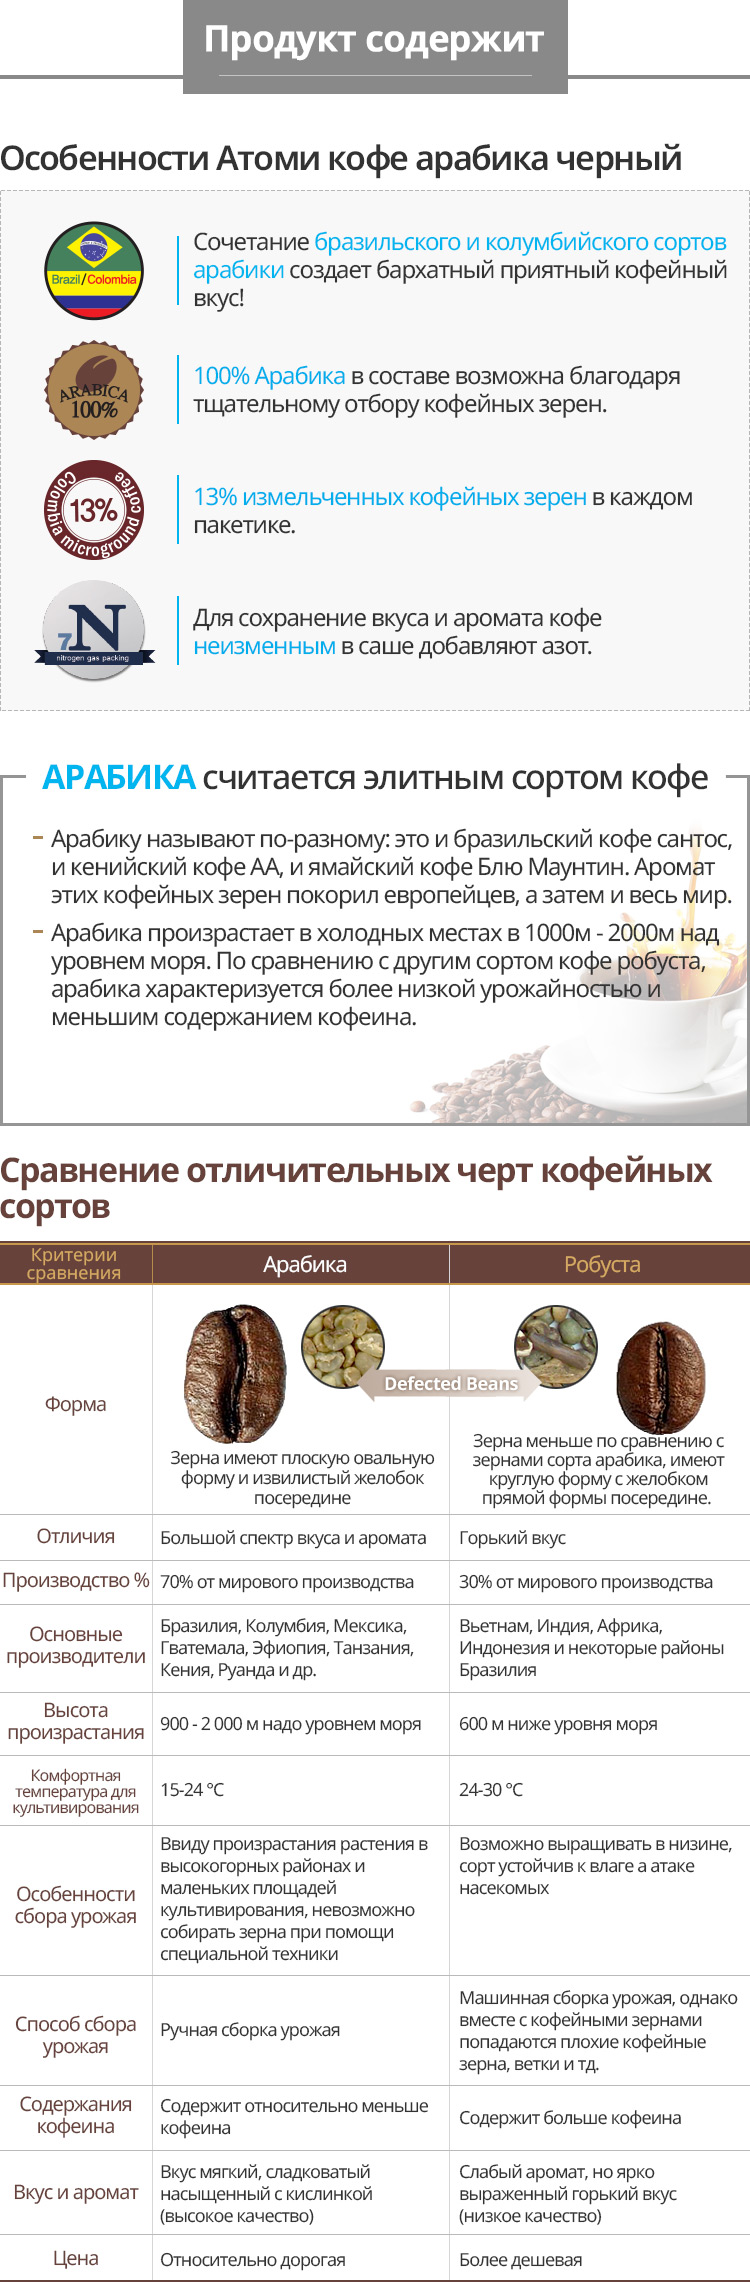 Продукт содержит
Особенности Атоми кофе арабика черный
Brazil/Colombia
Сочетание бразильского и колумбийского сортов
арабики создает бархатный приятный кофейный
вкус!
ARABICA
100%
100% Арабика в составе возможна благодаря
тщательному отбору кофейных зерен.
Colombia microground coffee
13%
13% измельченных кофейных зерен в каждом
пакетике.
7N
nitrogen gas packing
Для сохранение вкуса и аромата кофе
неизменным в саше добавляют азот.
АРАБИКА считается элитным сортом кофе
- Арабику называют по-разному: это и бразильский кофе сантос,
и кенийский кофе АА, и ямайский кофе Блю Маунтин. Аромат
этих кофейных зерен покорил европейцев, а затем и весь мир.
- Арабика произрастает в холодных местах в 1000м - 2000м над
уровнем моря. По сравнению с другим сортом кофе робуста,
арабика характеризуется более низкой урожайностью и
меньшим содержанием кофеина.
Сравнение отличительных черт кофейных
сортов
Критерии
сравнения
Арабика
Робуста
Форма
Defected Beans
Зерна имеют плоскую овальную
форму и извилистый желобок
посередине
Зерна меньше по сравнению с
зернами сорта арабика, имеют
круглую форму с желобком
прямой формы посередине.
Отличия
Большой спектр вкуса и аромата
Горький вкус
Производство %
70% от мирового производства
30% от мирового производства
Основные
производители
Бразилия, Колумбия, Мексика,
Гватемала, Эфиопия, Танзания,
Кения, Руанда и др.
Вьетнам, Индия, Африка,
Индонезия и некоторые районы
Бразилия
Высота
произрастания
900 - 2 000 м надо уровнем моря
600 м ниже уровня моря
Комфортная
температура для
культивирования
15-24 °C
24-30 °C
Особенности
сбора урожая
Ввиду произрастания растения в
высокогорных районах и
маленьких площадей
культивирования, невозможно
собирать зерна при помощи
специальной техники
Возможно выращивать в низине,
сорт устойчив к влаге а атаке
насекомых
Способ сбора
урожая
Ручная сборка урожая
Машинная сборка урожая, однако
вместе с кофейными зернами
попадаются плохие кофейные
зерна, ветки и тд.
Содержания
кофеина
Содержит относительно меньше
кофеина
Содержит больше кофеина
Вкус и аромат
Вкус мягкий, сладковатый
насыщенный с кислинкой
(высокое качество)
Слабый аромат, но ярко
выраженный горький вкус
(низкое качество)
Цена
Относительно дорогая
Более дешевая